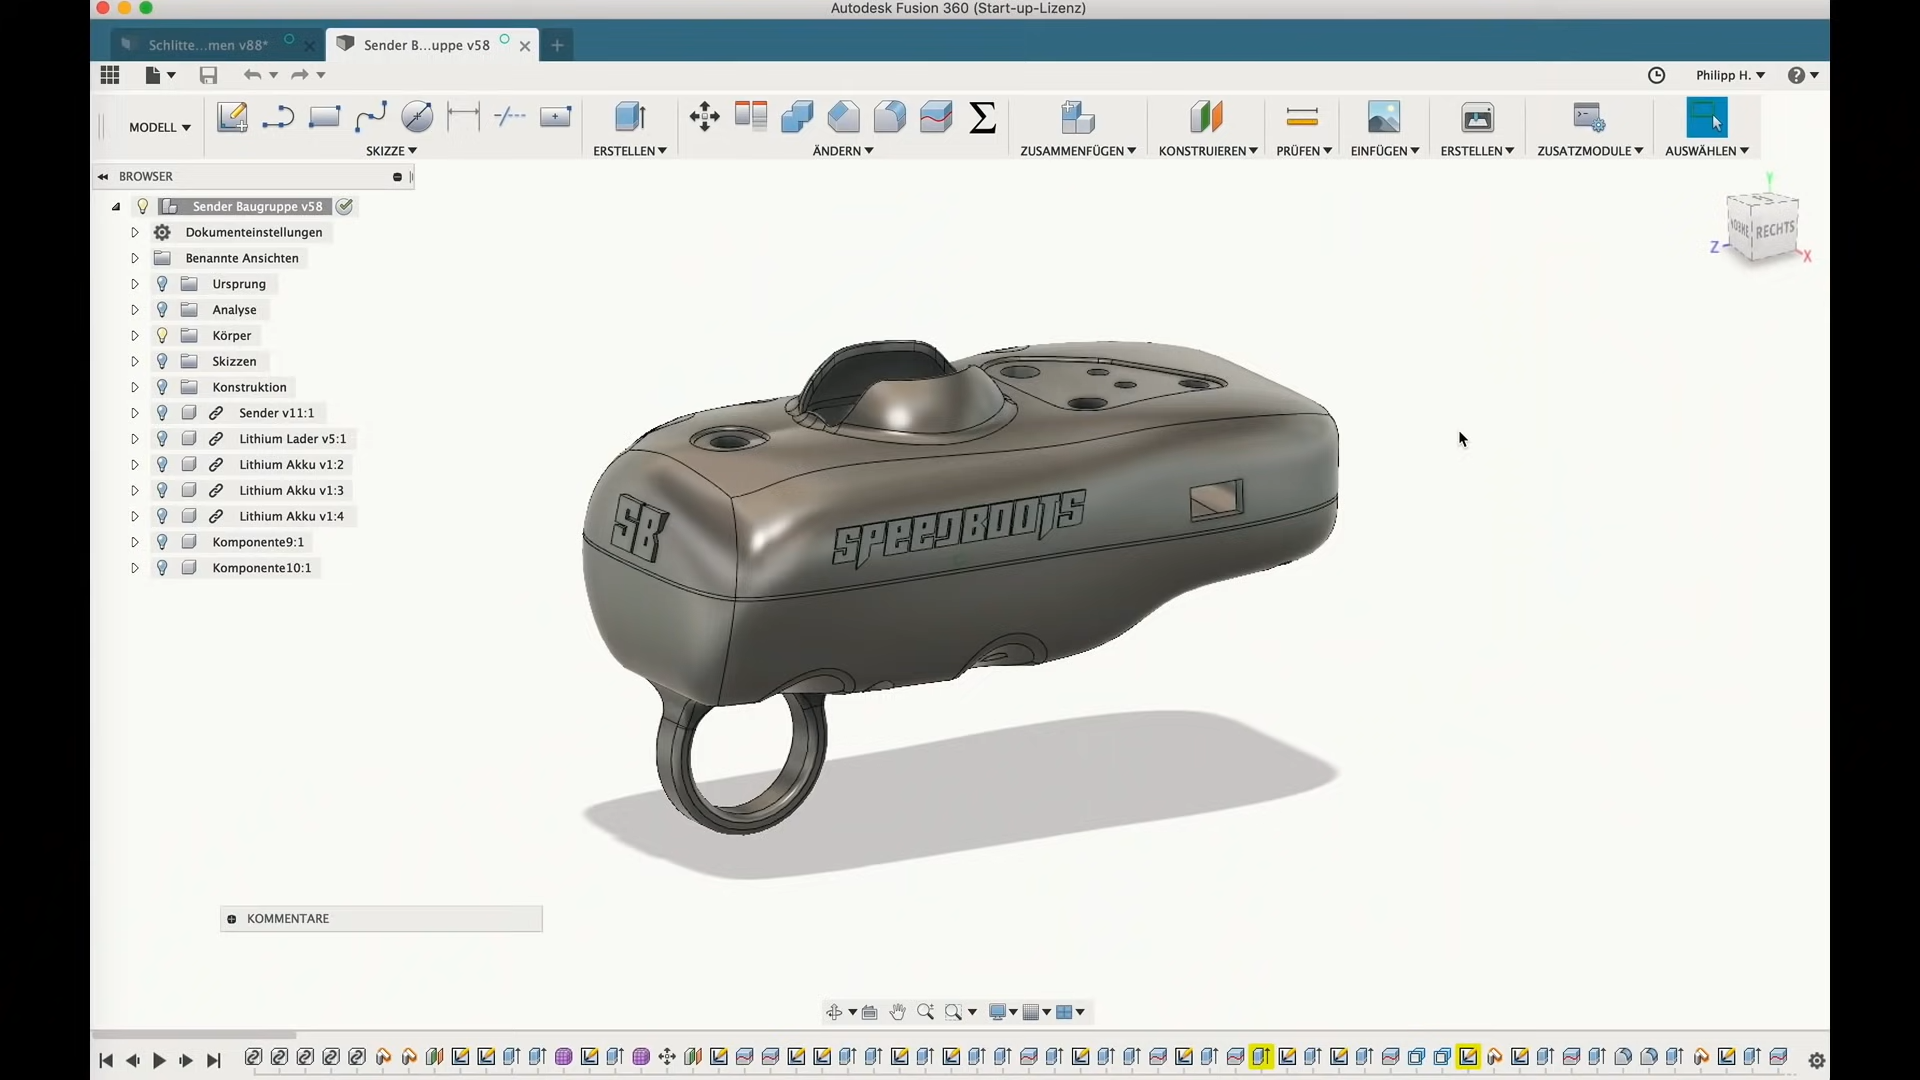 Autodesk Fusion 360 (Start-up-Lizenz)
Schlitte...men v88*
Sender B...uppe v58
Philipp H.
MODELL
SKIZZE
ERSTELLEN
ÄNDERN
ZUSAMMENFÜGEN
KONSTRUIEREN
PRÜFEN
EINFÜGEN
ERSTELLEN
ZUSATZMODULE
AUSWÄHLEN
BROWSER
Sender Baugruppe v58
Dokumenteinstellungen
Benannte Ansichten
Ursprung
Analyse
Körper
Skizzen
Konstruktion
Sender v11:1
Lithium Lader v5:1
Lithium Akku v1:2
Lithium Akku v1:3
Lithium Akku v1:4
Komponente9:1
Komponente10:1
Y
RECHTS
Z
X
SB
SPEEDBOOTS
KOMMENTARE